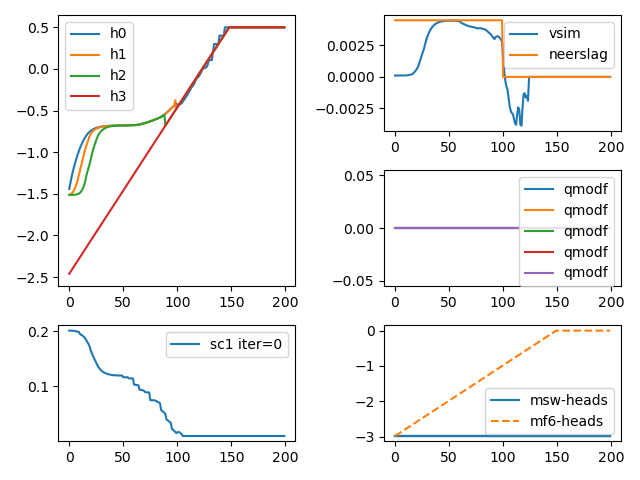 0.5
0.0
−0.5
−1.0
−1.5
−2.0
−2.5
h0
h1
h2
h3
0 50 100 150 200
0.0025
0.0000
−0.0025
vsim
neerslag
0 50 100 150 200
0.05
0.00
−0.05
qmodf
qmodf
qmodf
qmodf
qmodf
0 50 100 150 200
0.2
0.1
sc1 iter=0
0 50 100 150 200
0
−1
−2
−3
msw-heads
mf6-heads
0 50 100 150 200